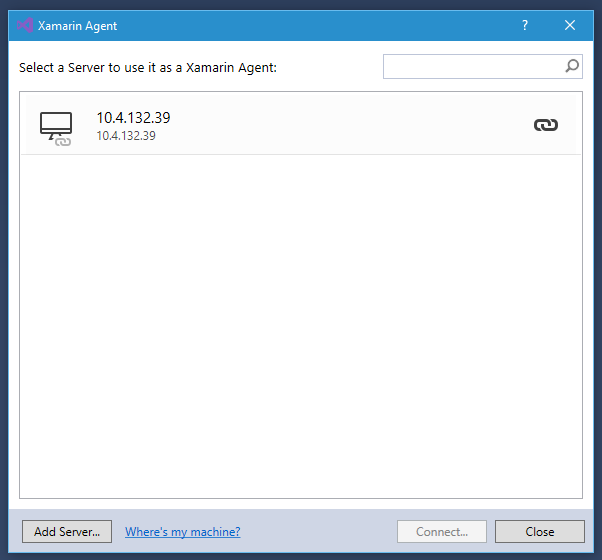 Xamarin Agent
?
Select a Server to use it as a Xamarin Agent:
10.4.132.39
10.4.132.39
Add Server...
Where's my machine?
Connect...
Close